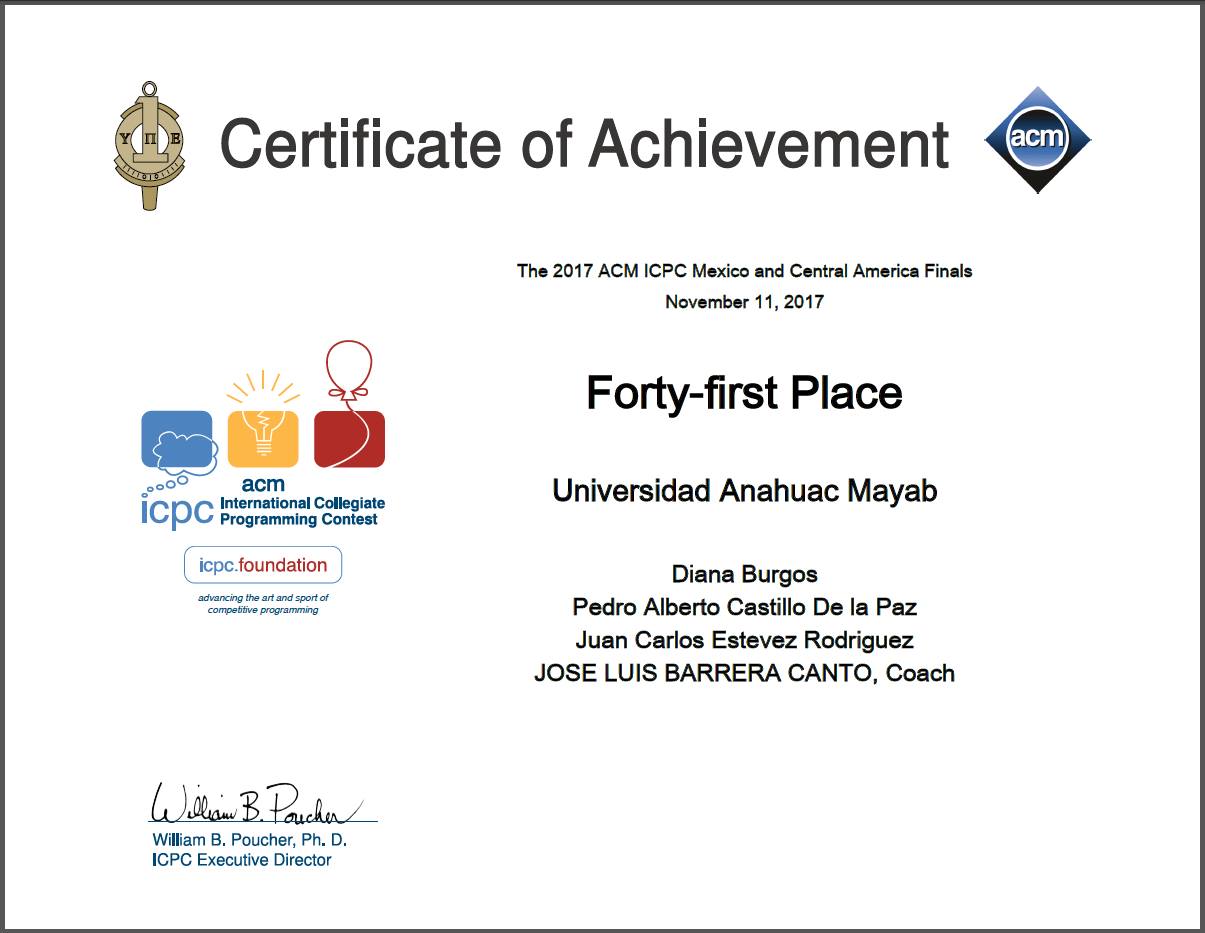 Υ Π Ε
Certificate of Achievement
acm
The 2017 ACM ICPC Mexico and Central America Finals
November 11, 2017
Forty-first Place
Universidad Anahuac Mayab
Diana Burgos
Pedro Alberto Castillo De la Paz
Juan Carlos Estevez Rodriguez
JOSE LUIS BARRERA CANTO, Coach
acm
icpc International Collegiate
Programming Contest
icpc.foundation
advancing the art and sport of
competitive programming
William B. Poucher
William B. Poucher, Ph. D.
ICPC Executive Director